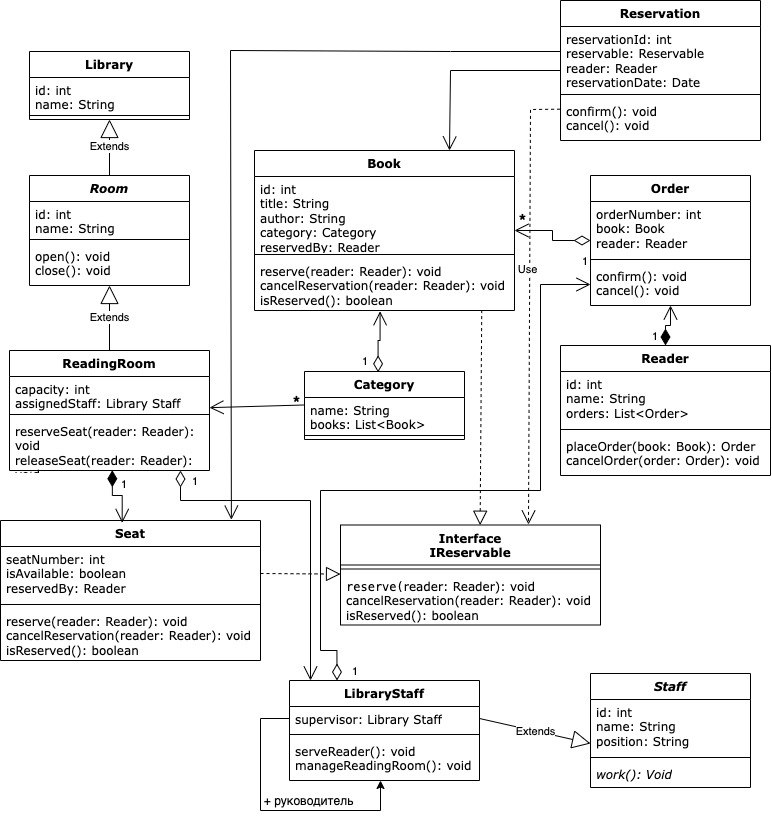 Reservation
reservationId: int
reservable: Reservable
reader: Reader
reservationDate: Date
confirm(): void
cancel(): void
Library
id: int
name: String
Extends
Room
id: int
name: String
open(): void
close(): void
Extends
Book
id: int
title: String
author: String
category: Category
reservedBy: Reader
reserve(reader: Reader): void
cancelReservation(reader: Reader): void
isReserved(): boolean
*
Use
Order
orderNumber: int
book: Book
reader: Reader
confirm(): void
cancel(): void
1
1
Reader
id: int
name: String
orders: List<Order>
placeOrder(book: Book): Order
cancelOrder(order: Order): void
ReadingRoom
capacity: int
assignedStaff: Library Staff
reserveSeat(reader: Reader):
void
releaseSeat(reader: Reader):
1
*
Category
name: String
books: List<Book>
1
1
Seat
seatNumber: int
isAvailable: boolean
reservedBy: Reader
reserve(reader: Reader): void
cancelReservation(reader: Reader): void
isReserved(): boolean
Interface
IReservable
reserve(reader: Reader): void
cancelReservation(reader: Reader): void
isReserved(): boolean
1
LibraryStaff
supervisor: Library Staff
serveReader(): void
manageReadingRoom(): void
+ руководитель
Extends
Staff
id: int
name: String
position: String
work(): Void